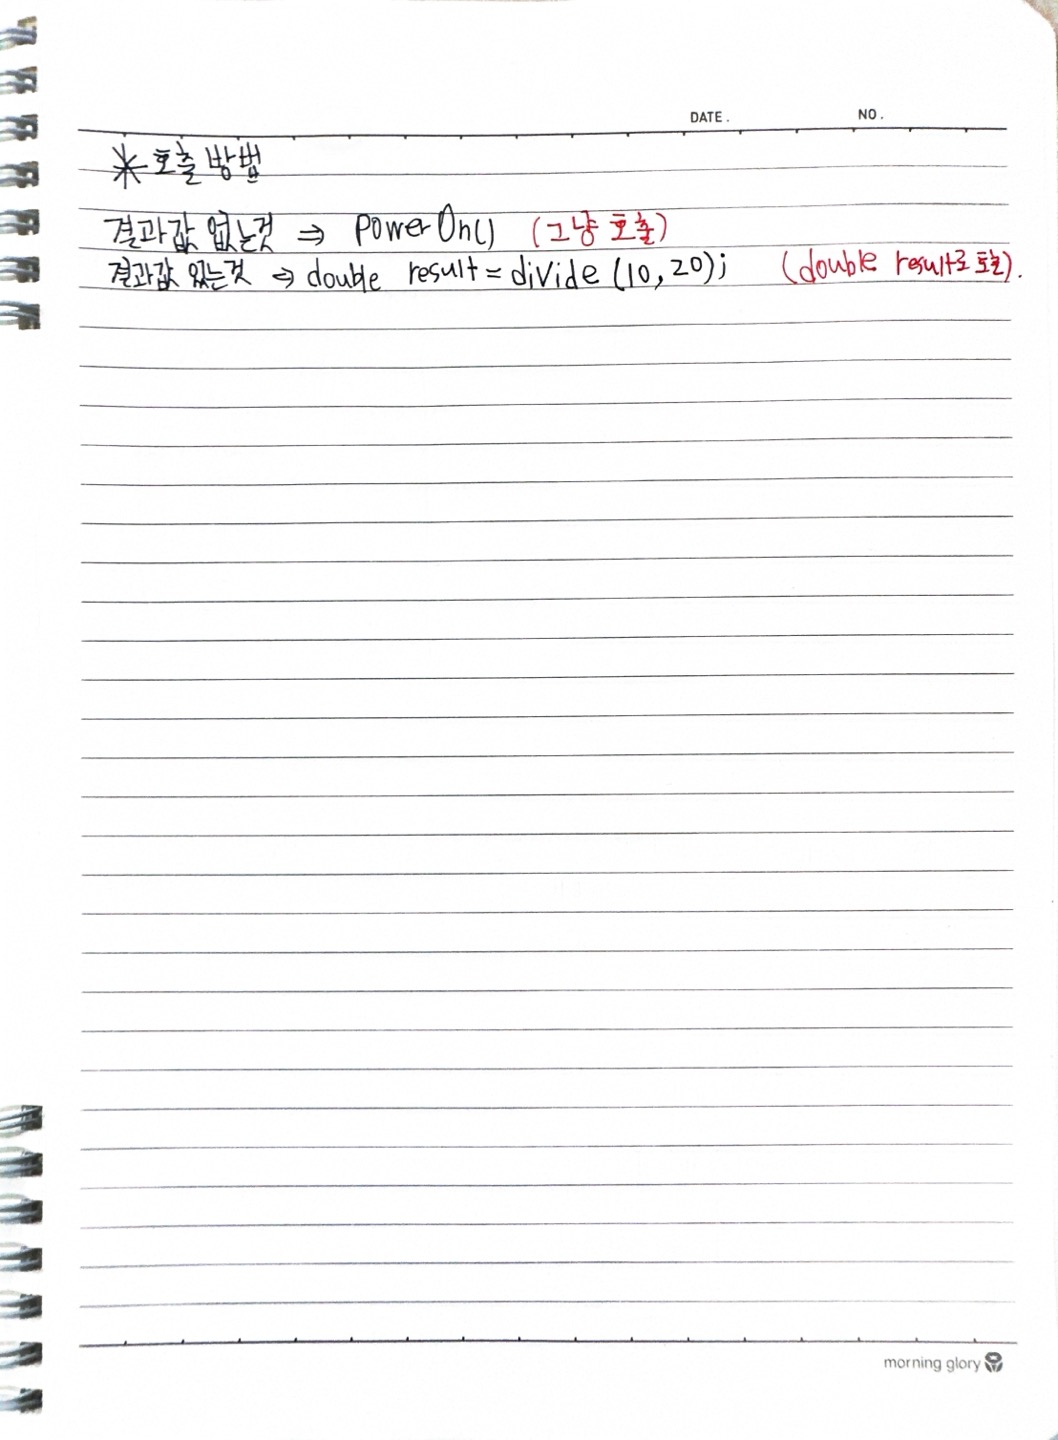 DATE. NO.
* 호출 방법
결과값 없는것 ⇒ PowerOn() (그냥 호출)
결과값 있는것 ⇒ double result = divide (10, 20); (double result로 호출).
morning glory